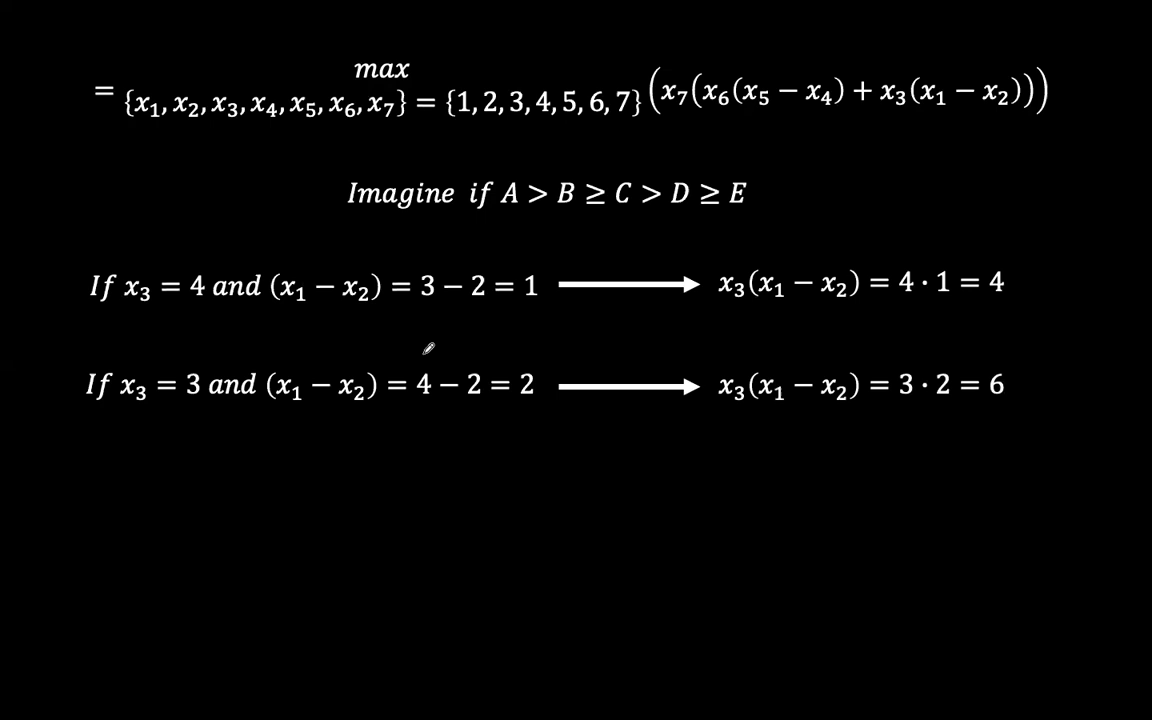 max
= {x₁, x₂, x₃, x₄, x₅, x₆, x₇} = {1, 2, 3, 4, 5, 6, 7} (x₇(x₆(x₅ − x₄) + x₃(x₁ − x₂)))
Imagine if A > B ≥ C > D ≥ E
If x₃ = 4 and (x₁ − x₂) = 3 − 2 = 1 ⟶ x₃(x₁ − x₂) = 4 · 1 = 4
If x₃ = 3 and (x₁ − x₂) = 4 − 2 = 2 ⟶ x₃(x₁ − x₂) = 3 · 2 = 6